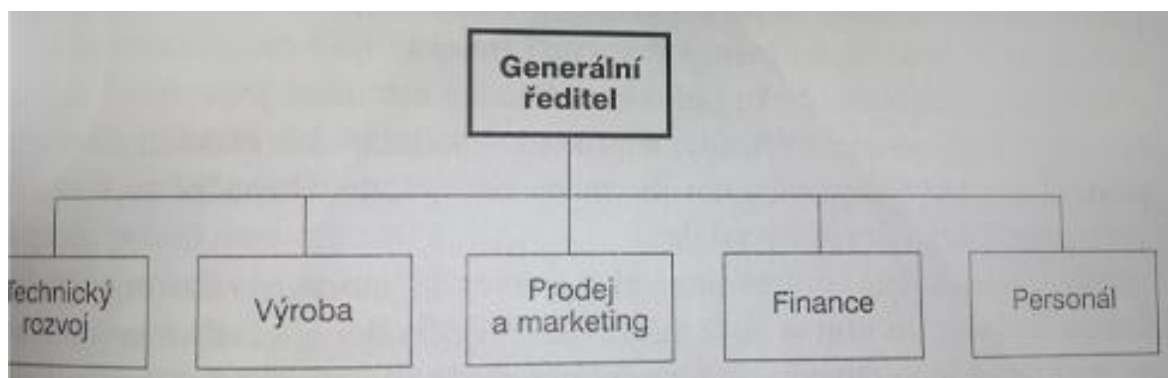 Generální
ředitel
Technický
rozvoj
Výroba
Prodej
a marketing
Finance
Personál